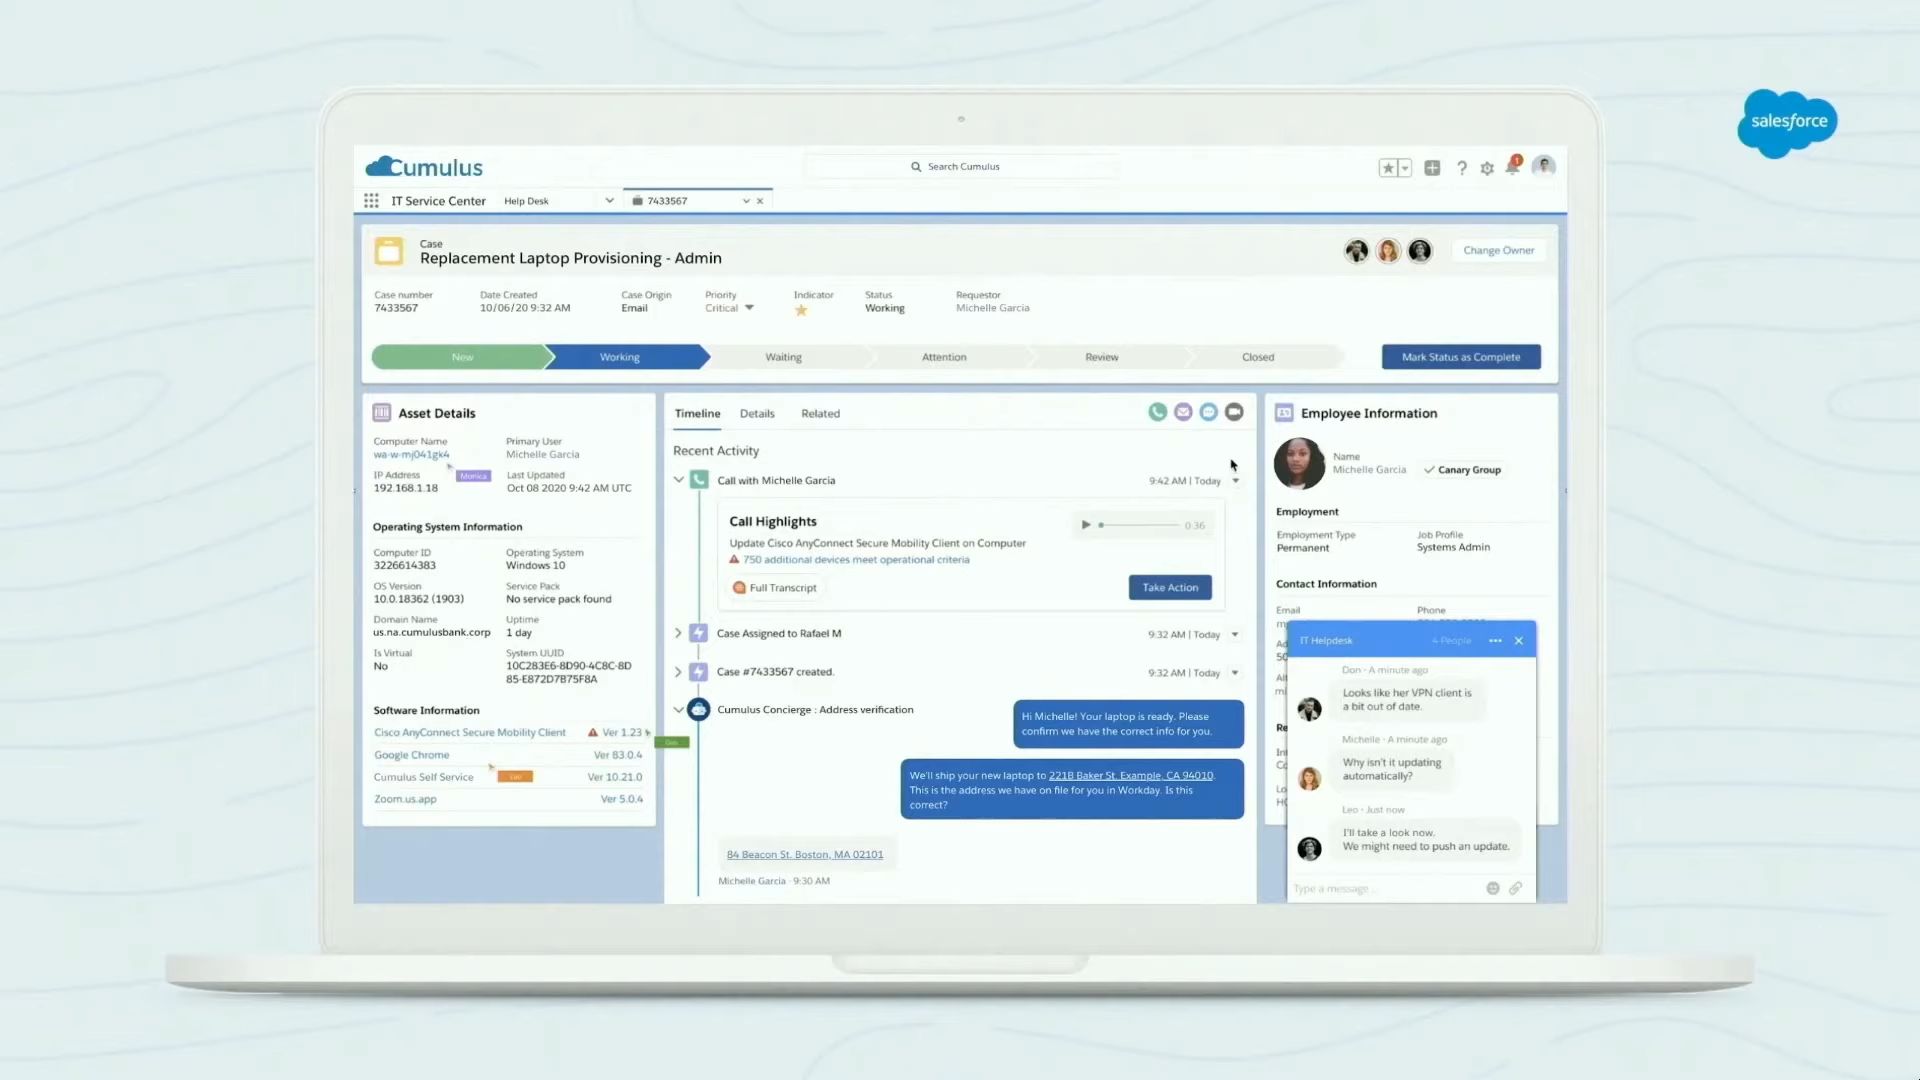 salesforce
Cumulus
Search Cumulus
1
IT Service Center
Help Desk
7433567
Case
Replacement Laptop Provisioning - Admin
Change Owner
Case number
7433567
Date Created
10/06/20 9:32 AM
Case Origin
Email
Priority
Critical
Indicator
Status
Working
Requestor
Michelle Garcia
New
Working
Waiting
Attention
Review
Closed
Mark Status as Complete
Asset Details
Computer Name
wa-w-mj041gk4
Primary User
Michelle Garcia
IP Address
192.168.1.18
Monica
Last Updated
Oct 08 2020 9:42 AM UTC
Operating System Information
Computer ID
3226614383
Operating System
Windows 10
OS Version
10.0.18362 (1903)
Service Pack
No service pack found
Domain Name
us.na.cumulusbank.corp
Uptime
1 day
Is Virtual
No
System UUID
10C283E6-8D90-4C8C-8D
85-E872D7B75F8A
Software Information
Cisco AnyConnect Secure Mobility Client
Ver 1.23
Google Chrome
Ver 83.0.4
Cumulus Self Service
Ver 10.21.0
Zoom.us.app
Ver 5.0.4
Timeline
Details
Related
Recent Activity
Call with Michelle Garcia
9:42 AM | Today
Call Highlights
0:36
Update Cisco AnyConnect Secure Mobility Client on Computer
750 additional devices meet operational criteria
Full Transcript
Take Action
Case Assigned to Rafael M
9:32 AM | Today
Case #7433567 created.
9:32 AM | Today
Cumulus Concierge : Address verification
Hi Michelle! Your laptop is ready. Please
confirm we have the correct info for you.
We'll ship your new laptop to 221B Baker St. Example, CA 94010.
This is the address we have on file for you in Workday. Is this
correct?
84 Beacon St. Boston, MA 02101
Michelle Garcia · 9:30 AM
Employee Information
Name
Michelle Garcia
Canary Group
Employment
Employment Type
Permanent
Job Profile
Systems Admin
Contact Information
Email
Phone
IT Helpdesk
4 People
Don · A minute ago
Looks like her VPN client is
a bit out of date.
Michelle · A minute ago
Why isn't it updating
automatically?
Leo · Just now
I'll take a look now.
We might need to push an update.
Type a message...